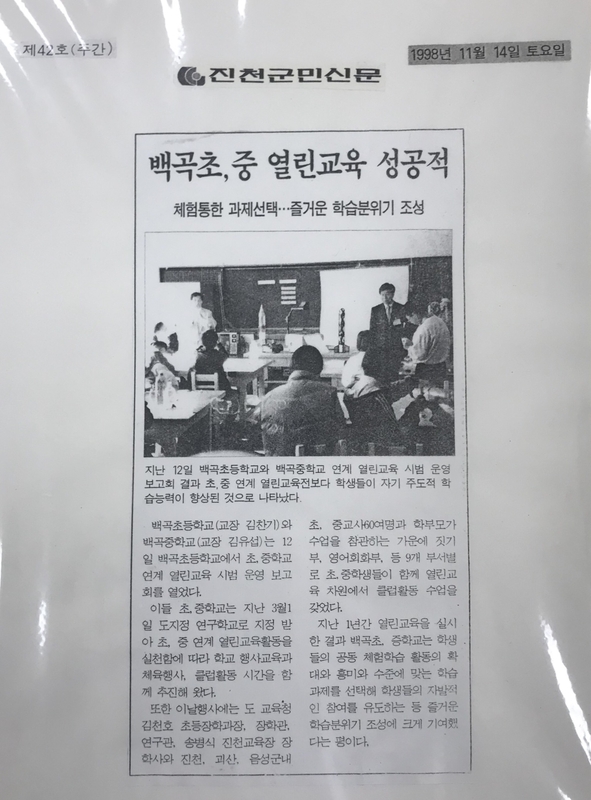 제42호(주간)
1998년 11월 14일 토요일
진천군민신문
백곡초,중 열린교육 성공적
체험통한 과제선택…즐거운 학습분위기 조성
지난 12일 백곡초등학교와 백곡중학교 연계 열린교육 시범 운영
보고회 결과 초,중 연계 열린교육전보다 학생들이 자기 주도적 학
습능력이 향상된 것으로 나타났다.
백곡초등학교(교장 김찬기)와
백곡중학교(교장 김유섭)는 12
일 백곡초등학교에서 초,중학교
연계 열린교육 시범 운영 보고
회를 열었다.
이들 초,중학교는 지난 3월1
일 도지정 연구학교로 지정 받
아 초, 중 연계 열린교육활동을
실천함에 따라 학교 행사교육과
체육행사, 클럽활동 시간을 함
께 추진해 왔다.
또한 이날행사에는 도 교육청
김천호 초등장학과장, 장학관,
연구관, 송병식 진천교육장 장
학사와 진천, 괴산, 음성군내
초, 중교사60여명과 학부모가
수업을 참관하는 가운데 짓기
부, 영어회화부, 등 9개 부서별
로 초,중학생들이 함께 열린교
육 차원에서 클럽활동 수업을
갖었다.
지난 1년간 열린교육을 실시
한 결과 백곡초, 중학교는 학생
들의 공동 체험학습 활동의 확
대와 흥미와 수준에 맞는 학습
과제를 선택해 학생들의 자발적
인 참여를 유도하는 등 즐거운
학습분위기 조성에 크게 기여했
다는 평이다.